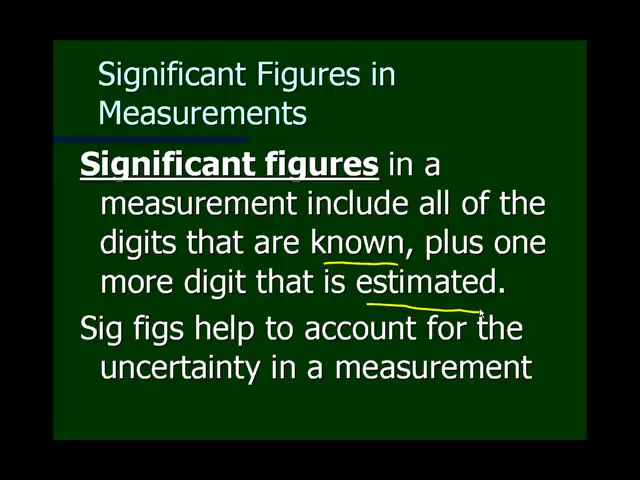 Significant Figures in
Measurements
Significant figures in a
measurement include all of the
digits that are known, plus one
more digit that is estimated.
Sig figs help to account for the
uncertainty in a measurement